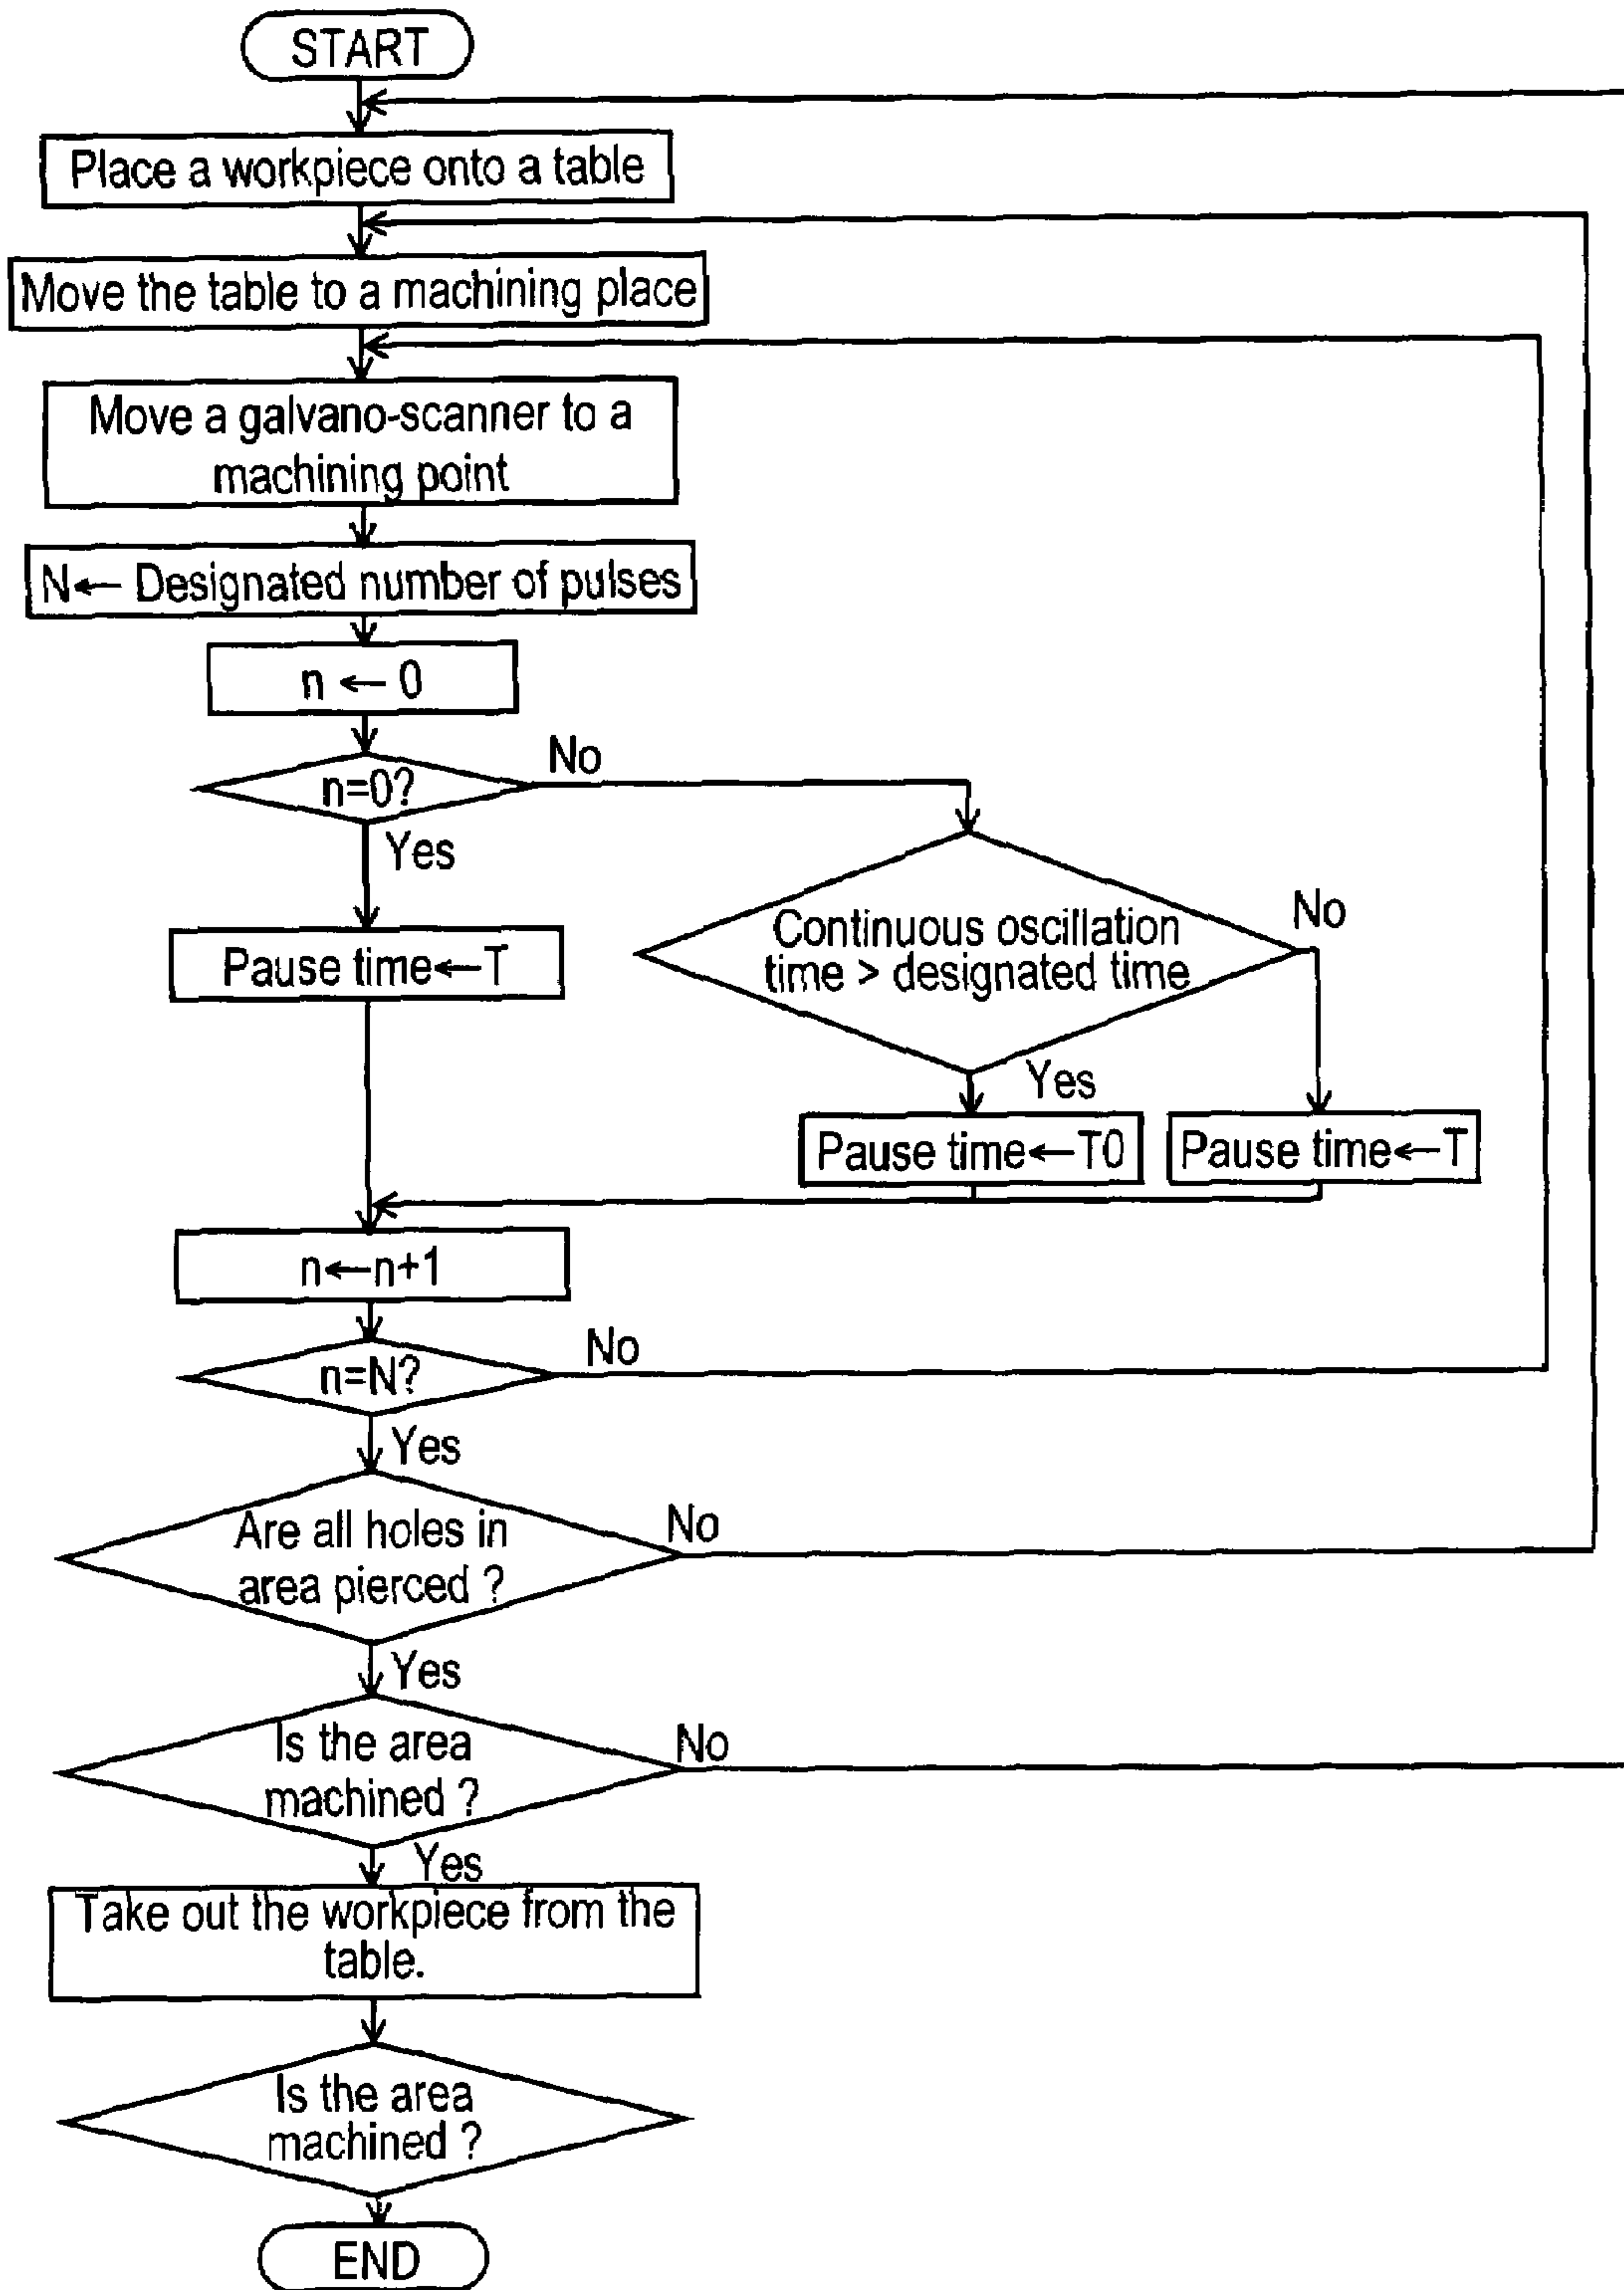 START
Place a workpiece onto a table
Move the table to a machining place
Move a galvano-scanner to a
machining point
N← Designated number of pulses
n ← 0
n=0?
No
Yes
Continuous oscillation
time > designated time
No
Pause time←T
Yes
Pause time←T0
Pause time←T
n←n+1
n=N?
No
Yes
Are all holes in
area pierced ?
No
Yes
Is the area
machined ?
No
Yes
Take out the workpiece from the
table.
Is the area
machined ?
END